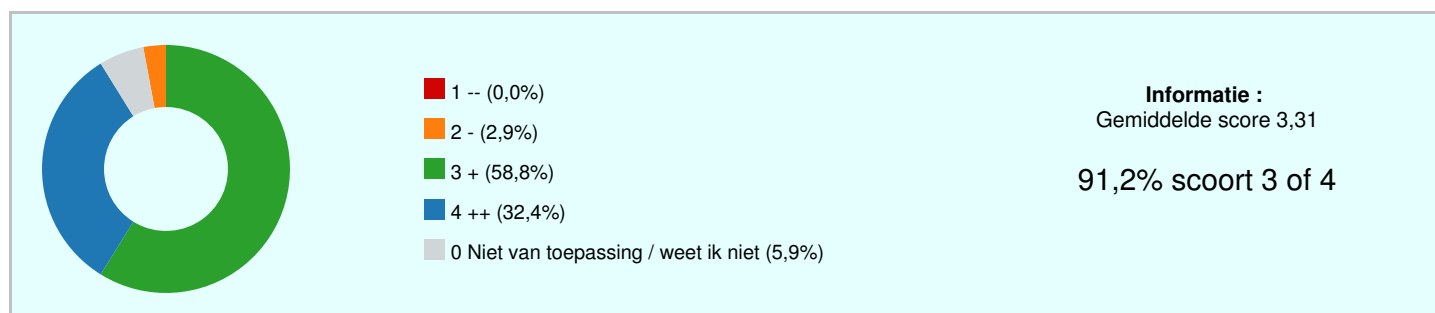 1 -- (0,0%)
2 - (2,9%)
3 + (58,8%)
4 ++ (32,4%)
0 Niet van toepassing / weet ik niet (5,9%)
Informatie :
Gemiddelde score 3,31
91,2% scoort 3 of 4